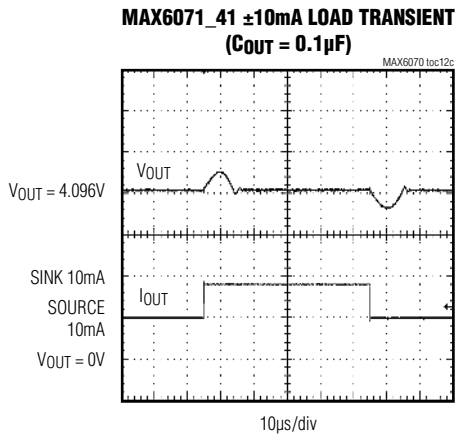 MAX6071_41 ±10mA LOAD TRANSIENT
(COUT = 0.1µF)
MAX6070 toc12c
VOUT
VOUT = 4.096V
SINK 10mA
IOUT
SOURCE
10mA
VOUT = 0V
10µs/div